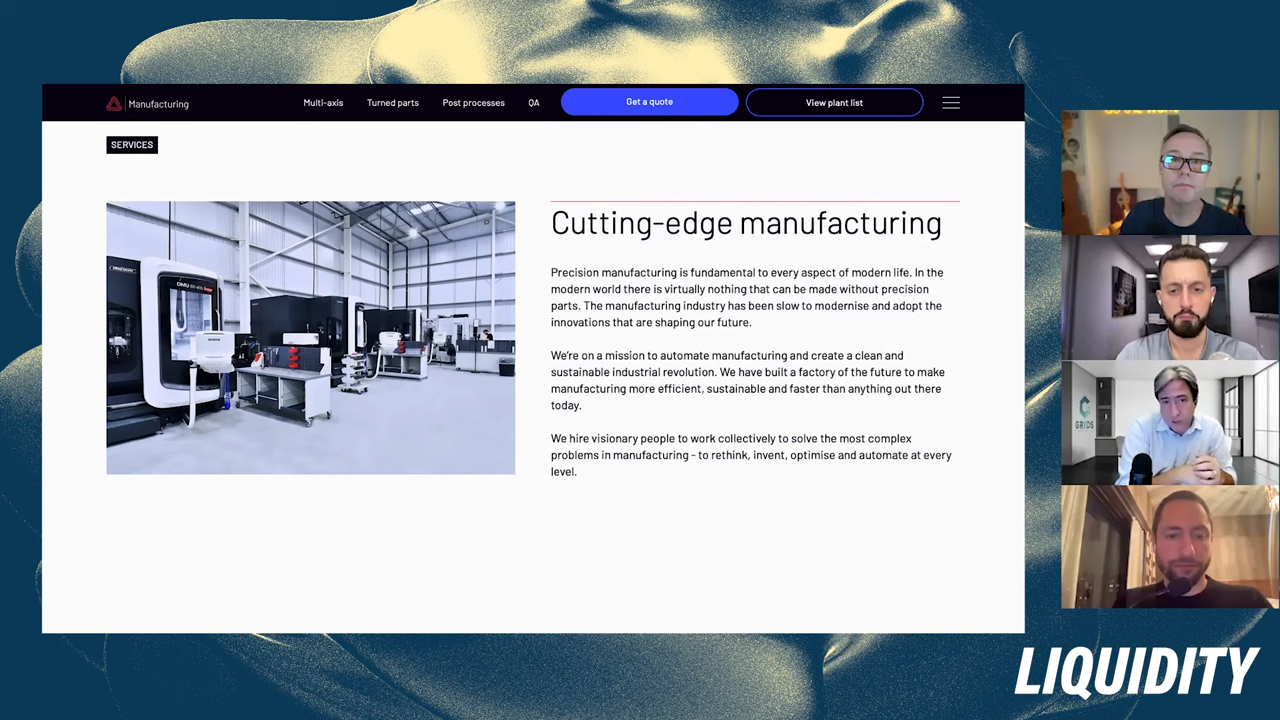 Manufacturing
Multi-axis
Turned parts
Post processes
QA
Get a quote
View plant list
SERVICES
Cutting-edge manufacturing
Precision manufacturing is fundamental to every aspect of modern life. In the
modern world there is virtually nothing that can be made without precision
parts. The manufacturing industry has been slow to modernise and adopt the
innovations that are shaping our future.
We're on a mission to automate manufacturing and create a clean and
sustainable industrial revolution. We have built a factory of the future to make
manufacturing more efficient, sustainable and faster than anything out there
today.
We hire visionary people to work collectively to solve the most complex
problems in manufacturing - to rethink, invent, optimise and automate at every
level.
GRIDS
LIQUIDITY